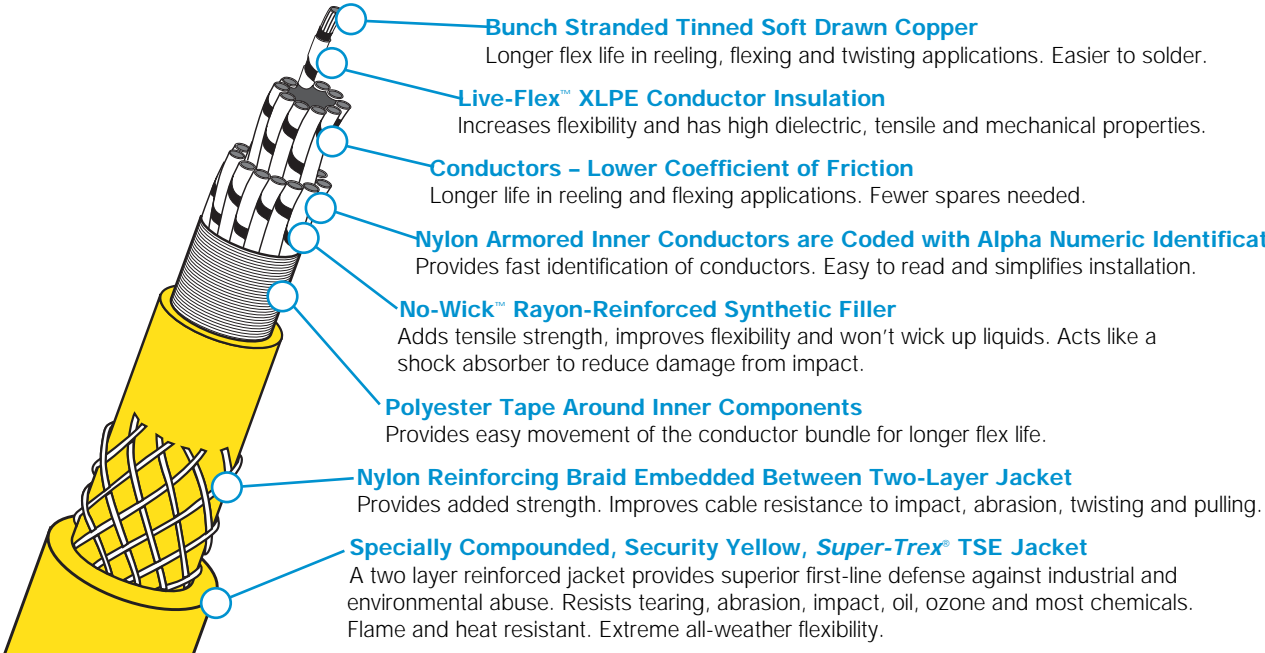 Bunch Stranded Tinned Soft Drawn Copper
Longer flex life in reeling, flexing and twisting applications. Easier to solder.
Live-Flex™ XLPE Conductor Insulation
Increases flexibility and has high dielectric, tensile and mechanical properties.
Conductors – Lower Coefficient of Friction
Longer life in reeling and flexing applications. Fewer spares needed.
Nylon Armored Inner Conductors are Coded with Alpha Numeric Identificat
Provides fast identification of conductors. Easy to read and simplifies installation.
No-Wick™ Rayon-Reinforced Synthetic Filler
Adds tensile strength, improves flexibility and won’t wick up liquids. Acts like a
shock absorber to reduce damage from impact.
Polyester Tape Around Inner Components
Provides easy movement of the conductor bundle for longer flex life.
Nylon Reinforcing Braid Embedded Between Two-Layer Jacket
Provides added strength. Improves cable resistance to impact, abrasion, twisting and pulling.
Specially Compounded, Security Yellow, Super-Trex® TSE Jacket
A two layer reinforced jacket provides superior first-line defense against industrial and
environmental abuse. Resists tearing, abrasion, impact, oil, ozone and most chemicals.
Flame and heat resistant. Extreme all-weather flexibility.